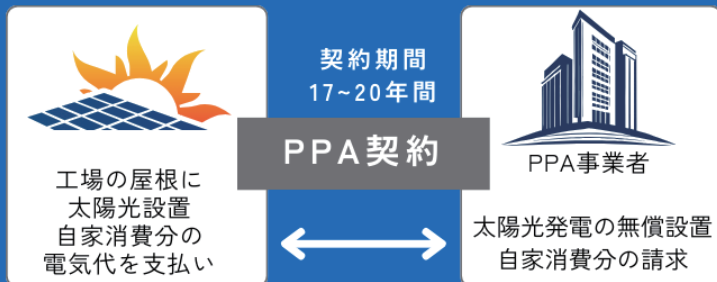 契約期間
17~20年間
PPA契約
工場の屋根に
太陽光設置
自家消費分の
電気代を支払い
PPA事業者
太陽光発電の無償設置
自家消費分の請求